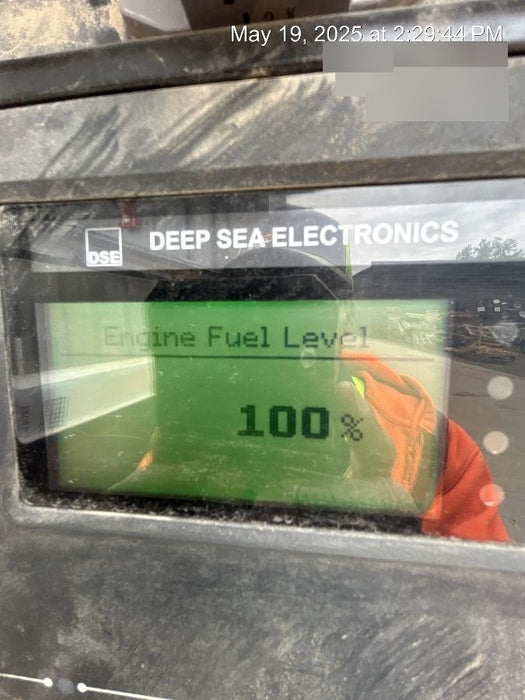 May 19, 2025 at 2:29:44 PM
DEEP SEA ELECTRONICS
DSE
Engine Fuel Level
100 %